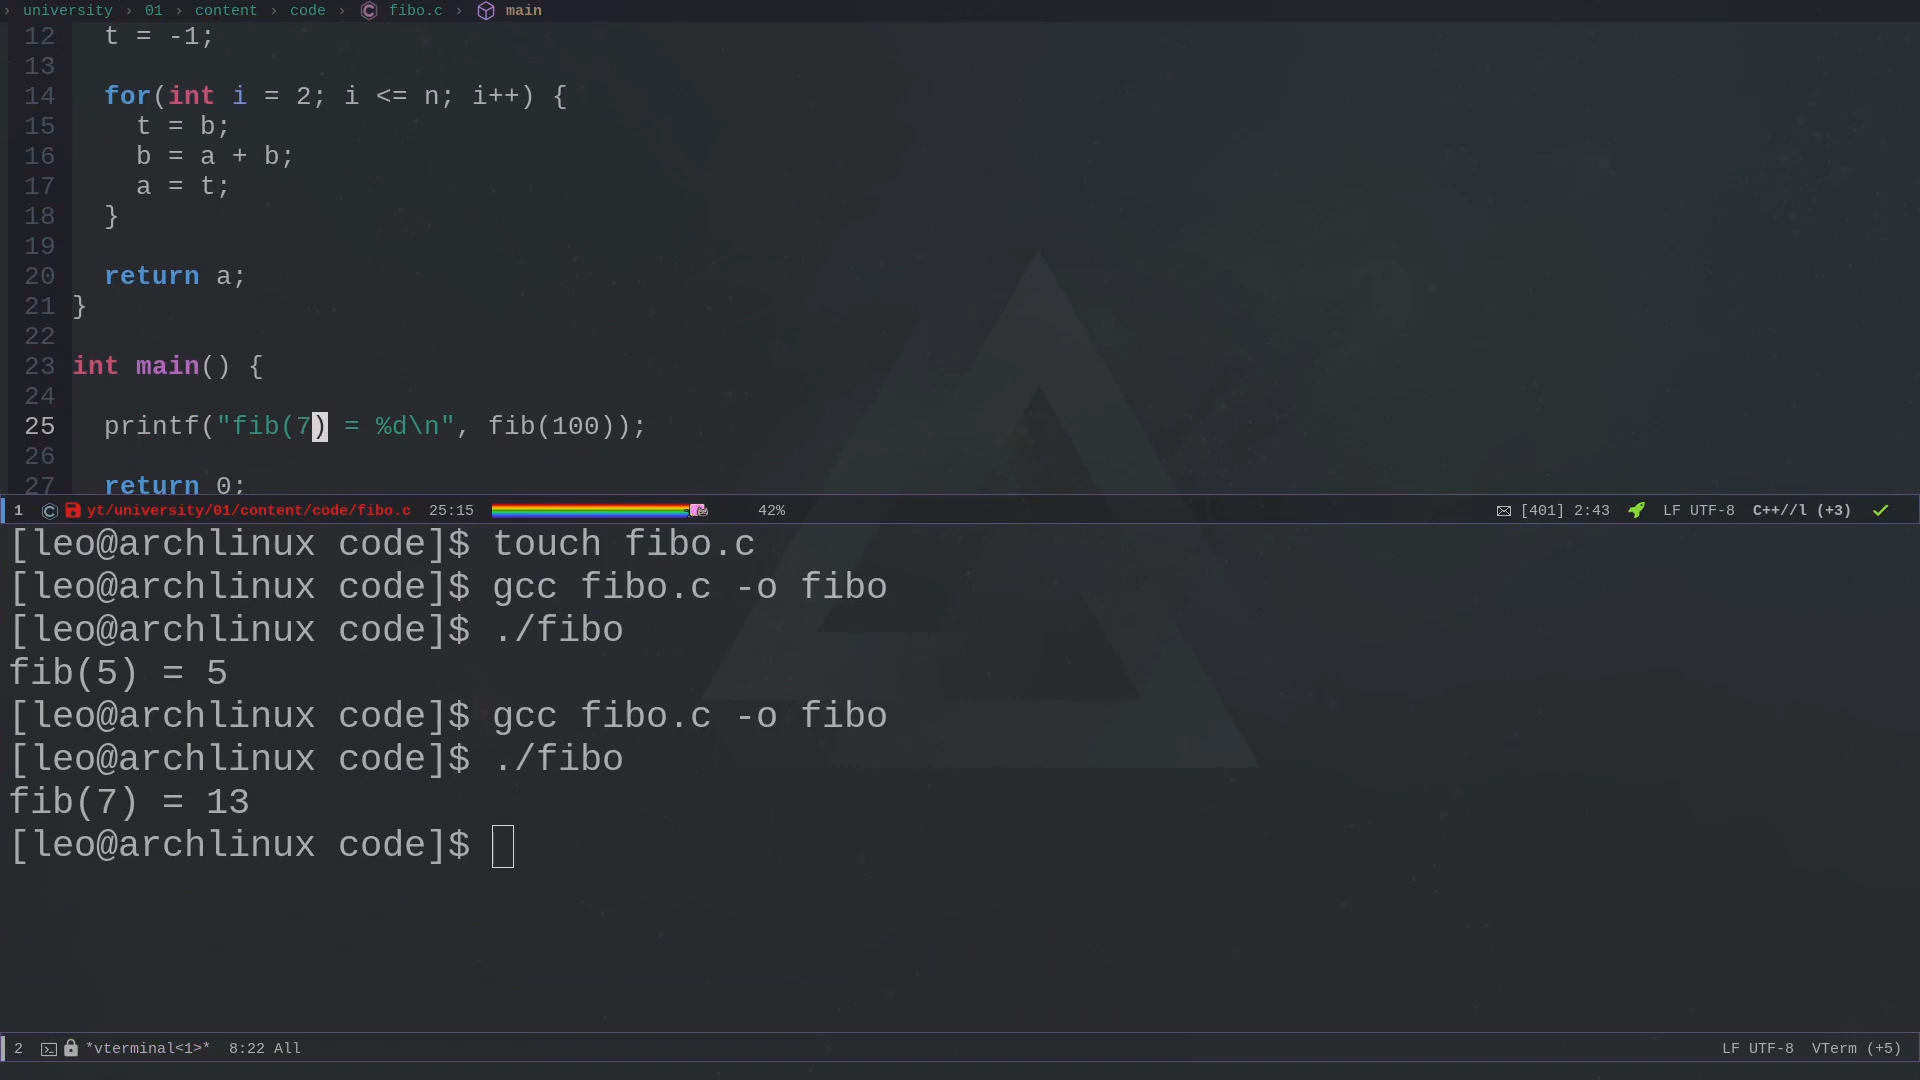 › university › 01 › content › code › fibo.c › main
12 t = -1;
13
14 for(int i = 2; i <= n; i++) {
15 t = b;
16 b = a + b;
17 a = t;
18 }
19
20 return a;
21 }
22
23 int main() {
24
25 printf("fib(7) = %d\n", fib(100));
26
27 return 0;
1 yt/university/01/content/code/fibo.c 25:15 42% [401] 2:43 LF UTF-8 C++//l (+3)
[leo@archlinux code]$ touch fibo.c
[leo@archlinux code]$ gcc fibo.c -o fibo
[leo@archlinux code]$ ./fibo
fib(5) = 5
[leo@archlinux code]$ gcc fibo.c -o fibo
[leo@archlinux code]$ ./fibo
fib(7) = 13
[leo@archlinux code]$
2 *vterminal<1>* 8:22 All LF UTF-8 VTerm (+5)